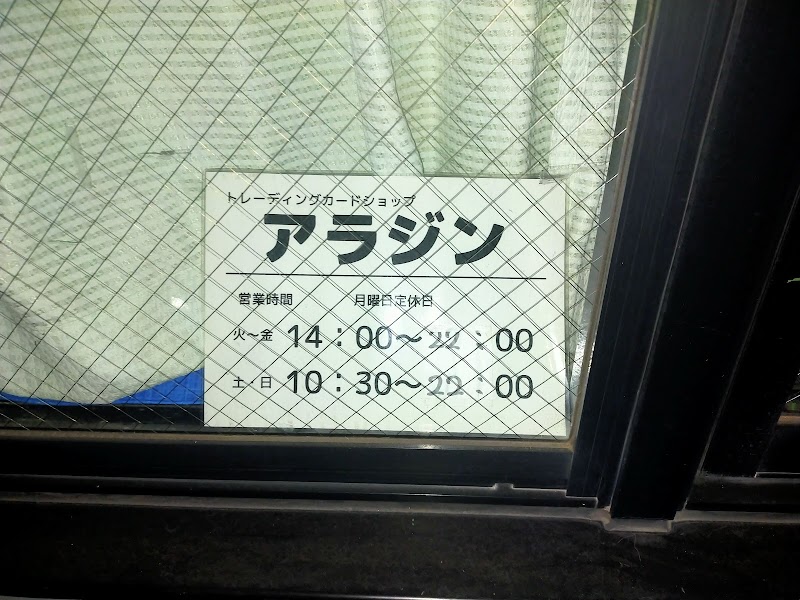 トレーディングカードショップ
アラジン
営業時間 月曜日定休日
火～金 14：00～22：00
土・日 10：30～22：00